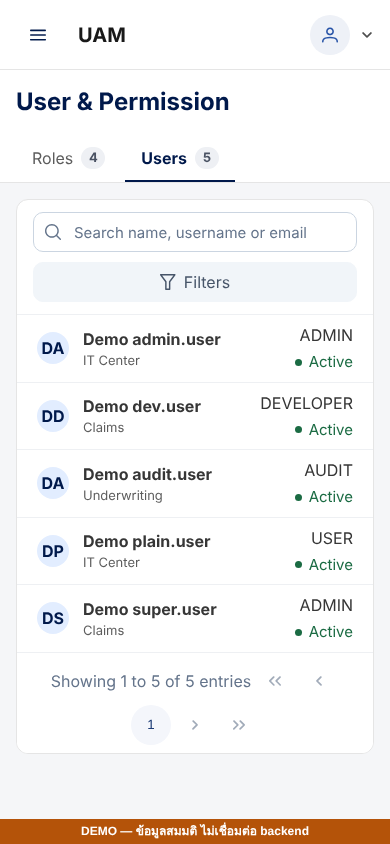 UAM
User & Permission
Roles 4
Users 5
Search name, username or email
Filters
DA Demo admin.user ADMIN
IT Center Active
DD Demo dev.user DEVELOPER
Claims Active
DA Demo audit.user AUDIT
Underwriting Active
DP Demo plain.user USER
IT Center Active
DS Demo super.user ADMIN
Claims Active
Showing 1 to 5 of 5 entries
1
DEMO — ข้อมูลสมมติ ไม่เชื่อมต่อ backend